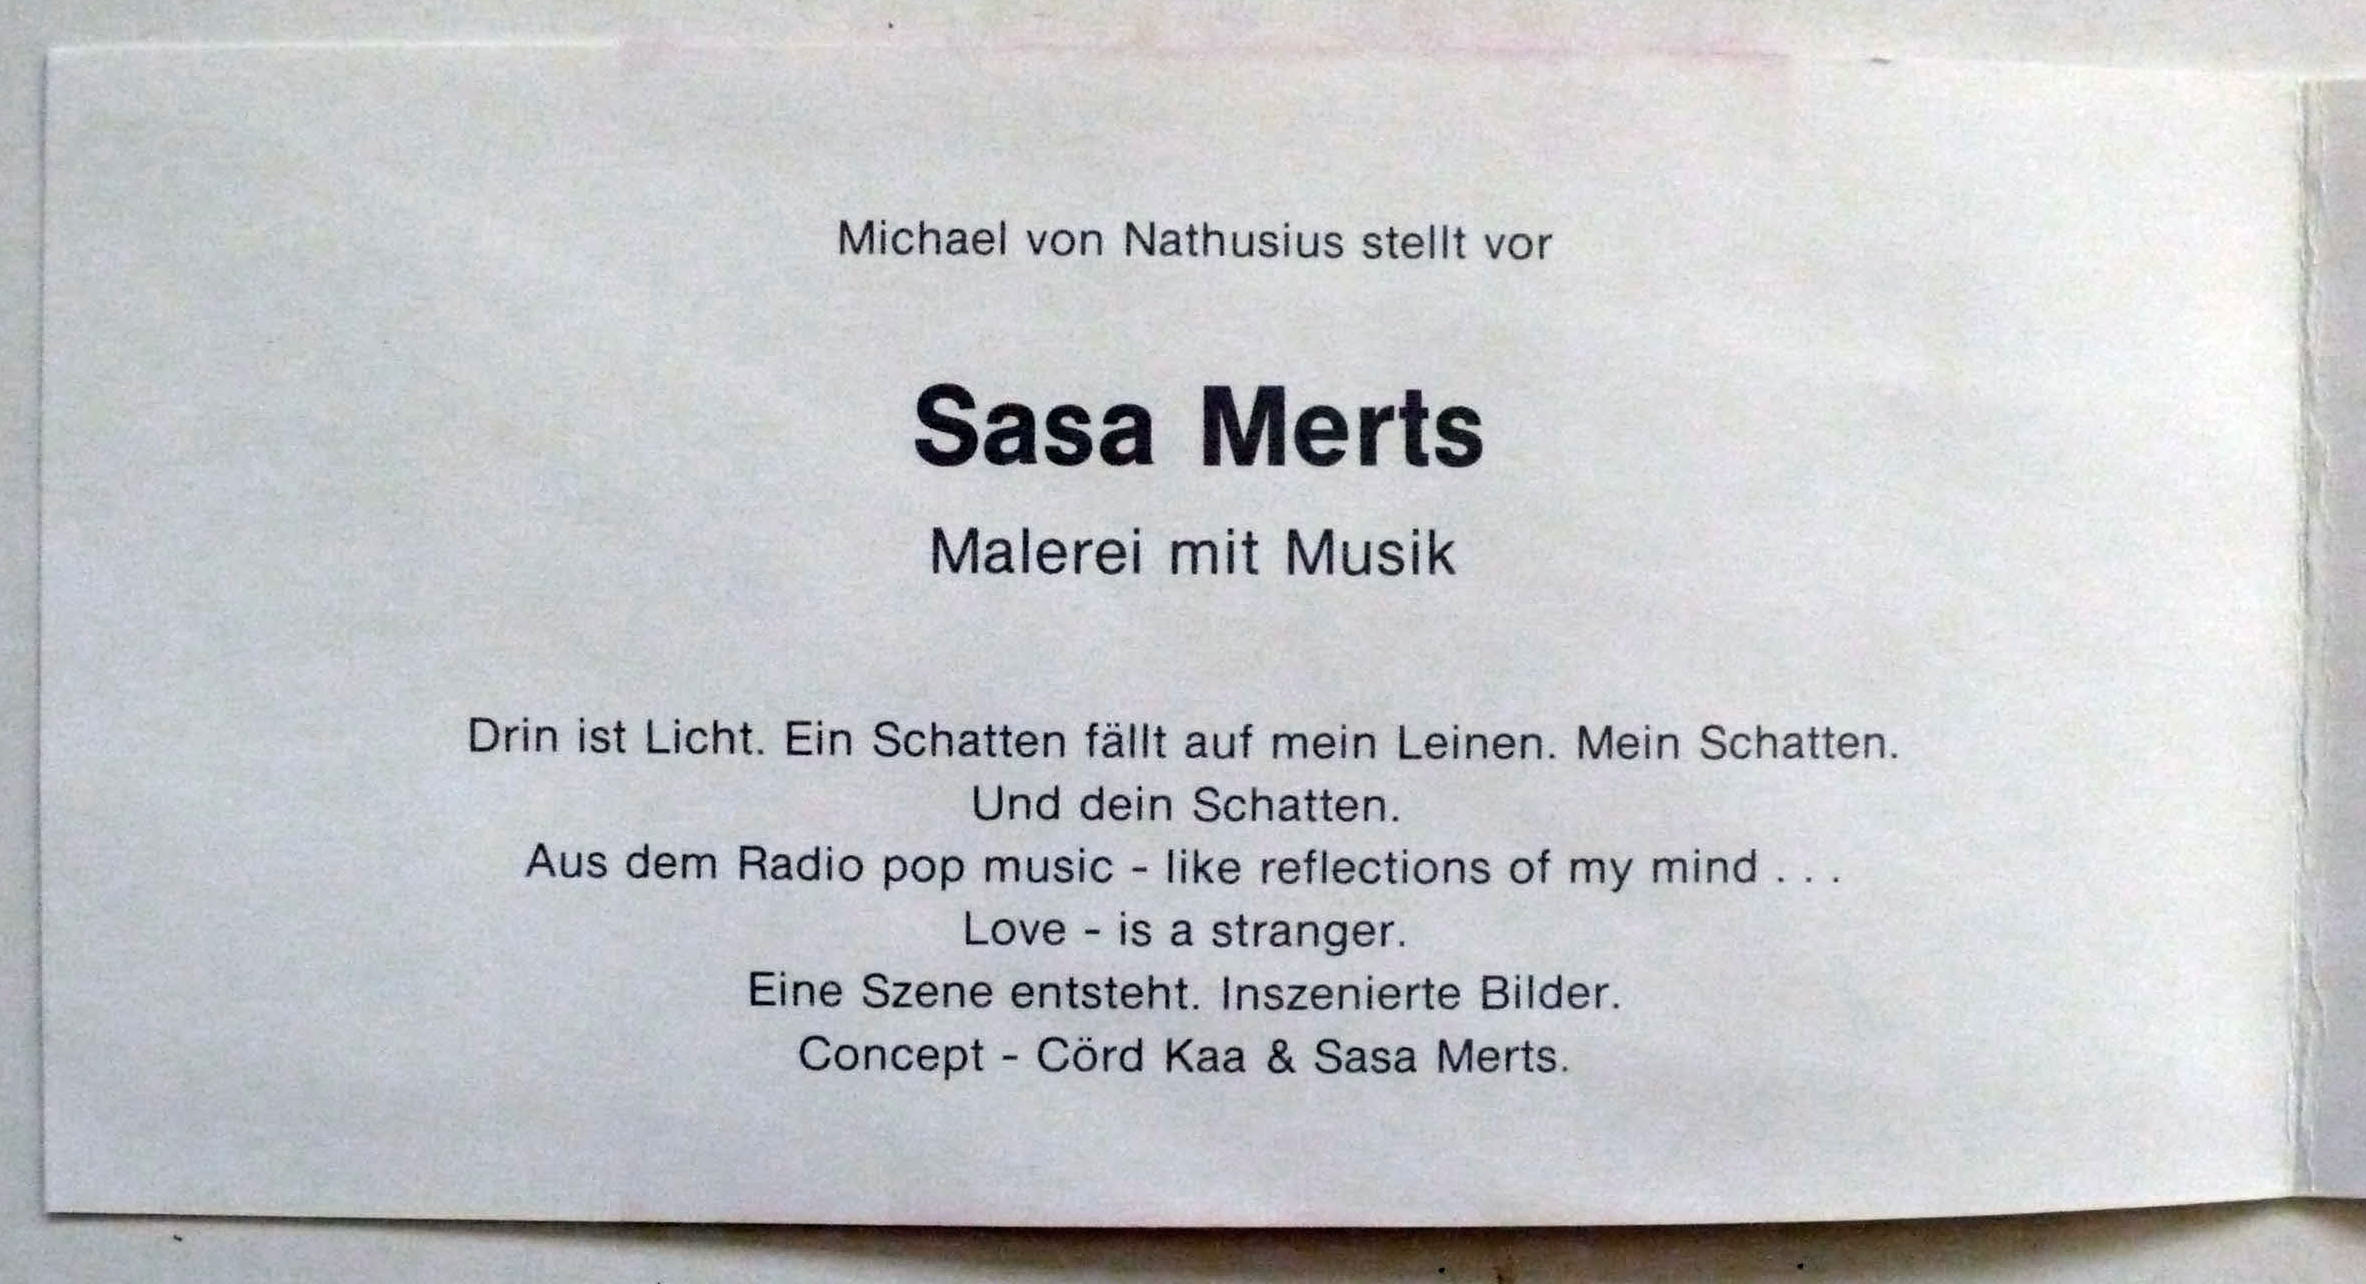 Michael von Nathusius stellt vor
Sasa Merts
Malerei mit Musik
Drin ist Licht. Ein Schatten fällt auf mein Leinen. Mein Schatten.
Und dein Schatten.
Aus dem Radio pop music - like reflections of my mind . . .
Love - is a stranger.
Eine Szene entsteht. Inszenierte Bilder.
Concept - Cörd Kaa & Sasa Merts.